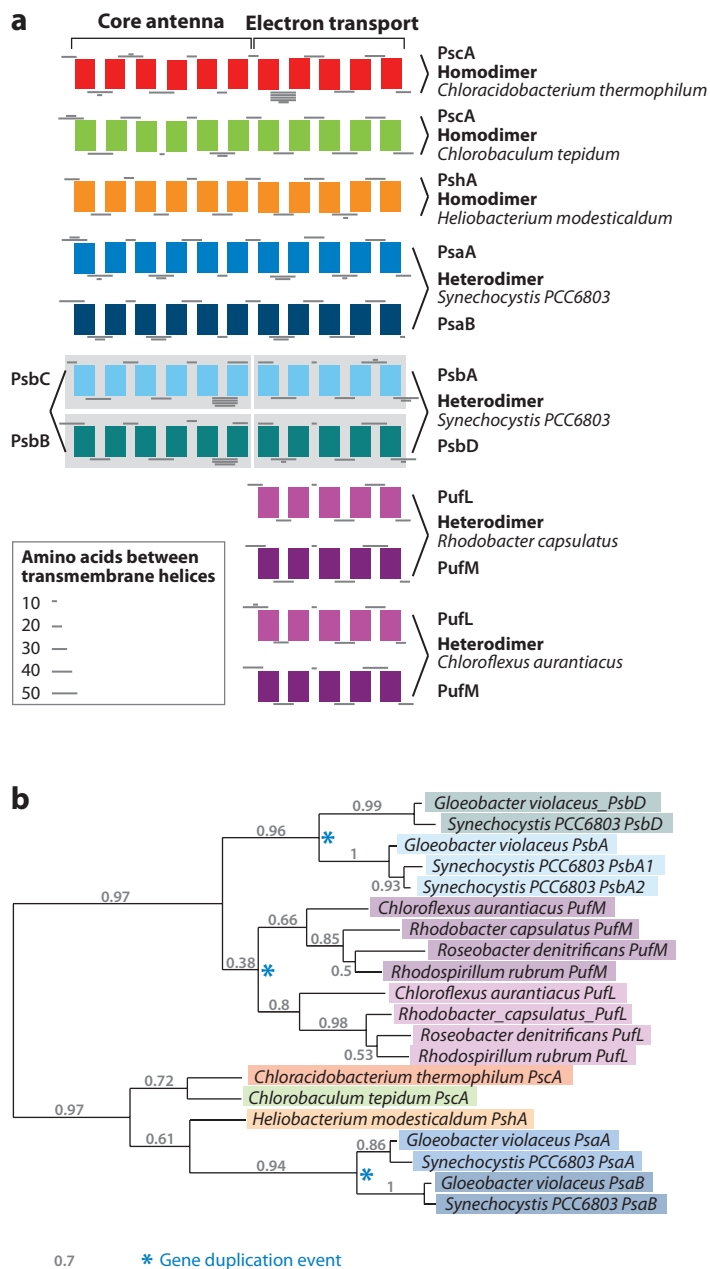 a
Core antenna
Electron transport
PscA
Homodimer
Chloracidobacterium thermophilum
PscA
Homodimer
Chlorobaculum tepidum
PshA
Homodimer
Heliobacterium modesticaldum
PsaA
Heterodimer
Synechocystis PCC6803
PsaB
PsbC
PsbB
PsbA
Heterodimer
Synechocystis PCC6803
PsbD
PufL
Heterodimer
Rhodobacter capsulatus
PufM
PufL
Heterodimer
Chloroflexus aurantiacus
PufM
Amino acids between
transmembrane helices
10
20
30
40
50
b
0.99
Gloeobacter violaceus_PsbD
Synechocystis PCC6803 PsbD
0.96
*
1
Gloeobacter violaceus PsbA
Synechocystis PCC6803 PsbA1
0.93
Synechocystis PCC6803 PsbA2
0.97
0.66
Chloroflexus aurantiacus PufM
0.85
Rhodobacter capsulatus PufM
Roseobacter denitrificans PufM
0.38
*
0.5
Rhodospirillum rubrum PufM
0.8
Chloroflexus aurantiacus PufL
0.98
Rhodobacter_capsulatus_PufL
Roseobacter denitrificans PufL
0.53
Rhodospirillum rubrum PufL
0.72
Chloracidobacterium thermophilum PscA
Chlorobaculum tepidum PscA
0.97
Heliobacterium modesticaldum PshA
0.61
0.86
Gloeobacter violaceus PsaA
Synechocystis PCC6803 PsaA
0.94
*
1
Gloeobacter violaceus PsaB
Synechocystis PCC6803 PsaB
0.7
* Gene duplication event